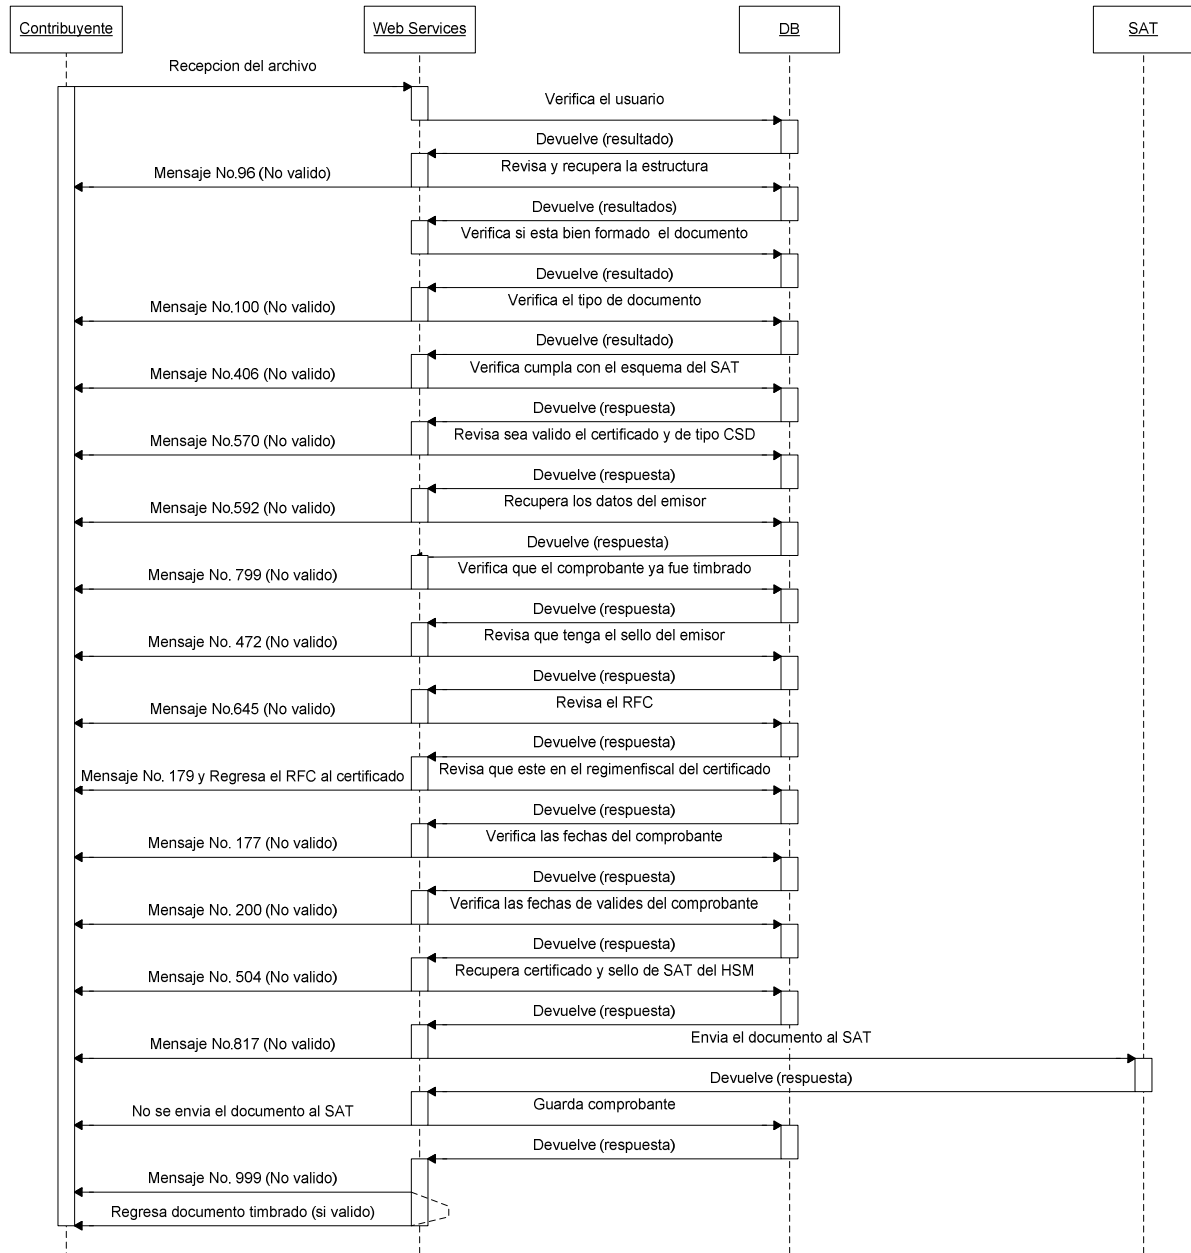 Contribuyente
Web Services
DB
SAT
Recepcion del archivo
Verifica el usuario
Devuelve (resultado)
Revisa y recupera la estructura
Mensaje No.96 (No valido)
Devuelve (resultados)
Verifica si esta bien formado  el documento
Devuelve (resultado)
Verifica el tipo de documento
Mensaje No.100 (No valido)
Devuelve (resultado)
Verifica cumpla con el esquema del SAT
Mensaje No.406 (No valido)
Devuelve (respuesta)
Revisa sea valido el certificado y de tipo CSD
Mensaje No.570 (No valido)
Devuelve (respuesta)
Recupera los datos del emisor
Mensaje No.592 (No valido)
Devuelve (respuesta)
Verifica que el comprobante ya fue timbrado
Mensaje No. 799 (No valido)
Devuelve (respuesta)
Revisa que tenga el sello del emisor
Mensaje No. 472 (No valido)
Devuelve (respuesta)
Revisa el RFC
Mensaje No.645 (No valido)
Devuelve (respuesta)
Revisa que este en el regimenfiscal del certificado
Mensaje No. 179 y Regresa el RFC al certificado
Devuelve (respuesta)
Verifica las fechas del comprobante
Mensaje No. 177 (No valido)
Devuelve (respuesta)
Verifica las fechas de valides del comprobante
Mensaje No. 200 (No valido)
Devuelve (respuesta)
Recupera certificado y sello de SAT del HSM
Mensaje No. 504 (No valido)
Devuelve (respuesta)
Envia el documento al SAT
Mensaje No.817 (No valido)
Devuelve (respuesta)
Guarda comprobante
No se envia el documento al SAT
Devuelve (respuesta)
Mensaje No. 999 (No valido)
Regresa documento timbrado (si valido)